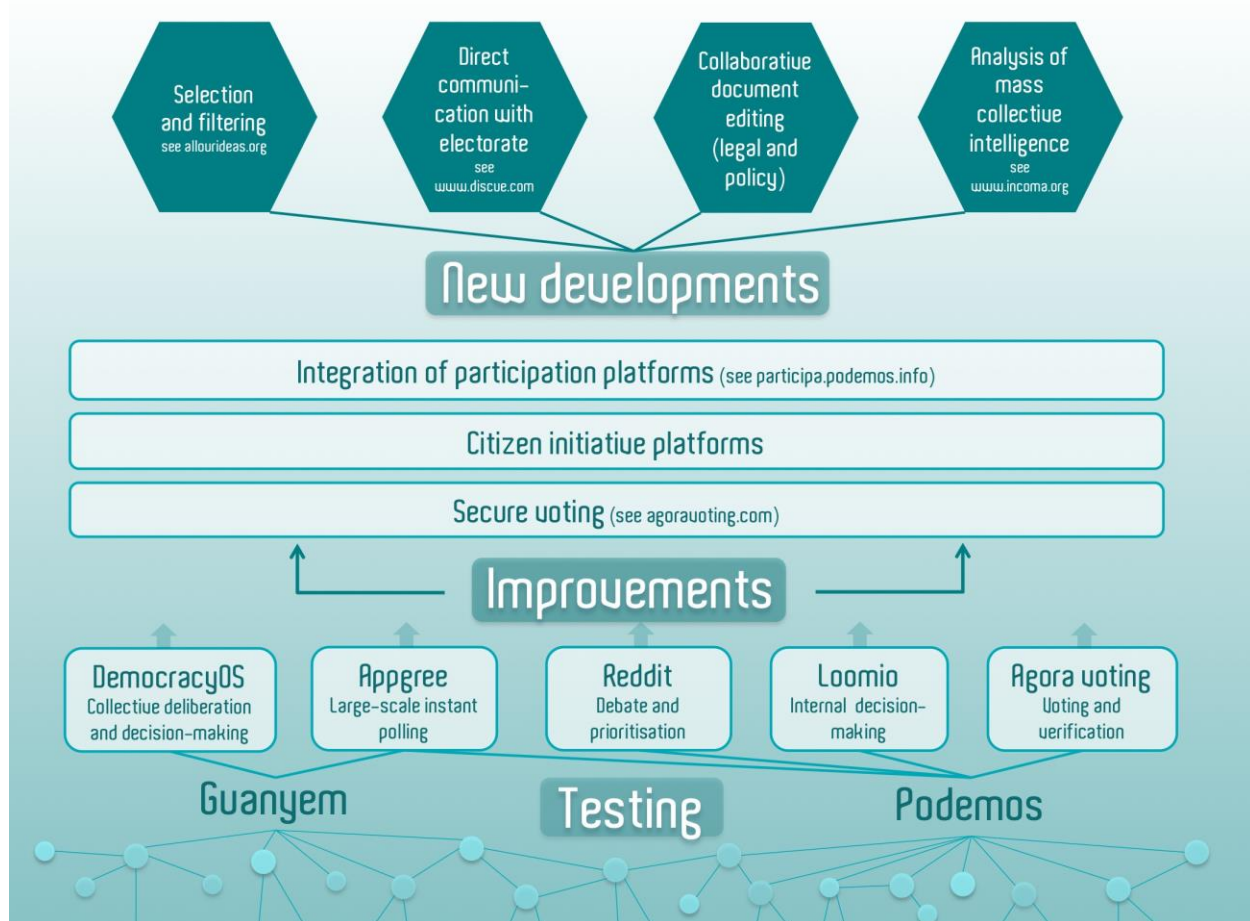 Selection
and filtering
see allourideas.org
Direct
communi-
cation with
electorate
see
www.discue.com
Collaborative
document
editing
(legal and
policy)
Analysis of
mass
collective
intelligence
see
www.incoma.org
New developments
Integration of participation platforms (see participa.podemos.info)
Citizen initiative platforms
Secure voting (see agoravoting.com)
Improvements
DemocracyOS
Collective deliberation
and decision-making
Appgree
Large-scale instant
polling
Reddit
Debate and
prioritisation
Loomio
Internal decision-
making
Agora voting
Voting and
verification
Guanyem
Testing
Podemos